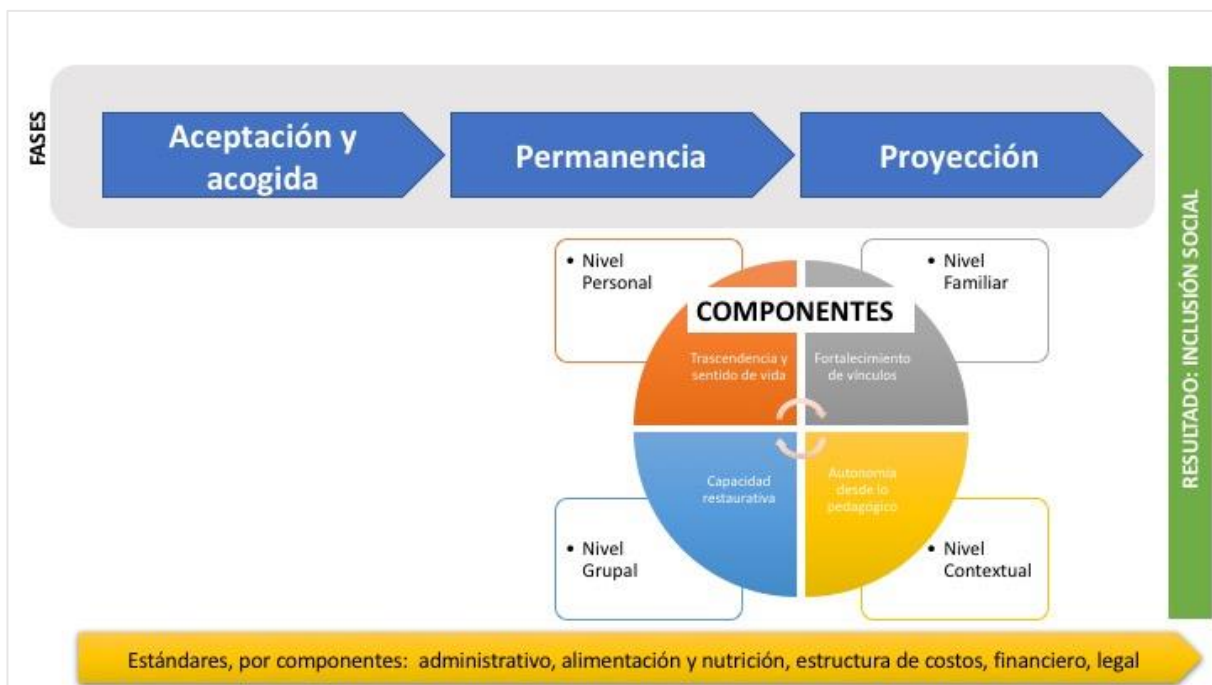 FASES
Aceptación y
acogida
Permanencia
Proyección
RESULTADO: INCLUSIÓN SOCIAL
• Nivel
Personal
• Nivel
Familiar
COMPONENTES
Trascendencia y
sentido de vida
Fortalecimiento
de vínculos
Capacidad
restaurativa
Autonomía
desde lo
pedagógico
• Nivel
Grupal
• Nivel
Contextual
Estándares, por componentes: administrativo, alimentación y nutrición, estructura de costos, financiero, legal